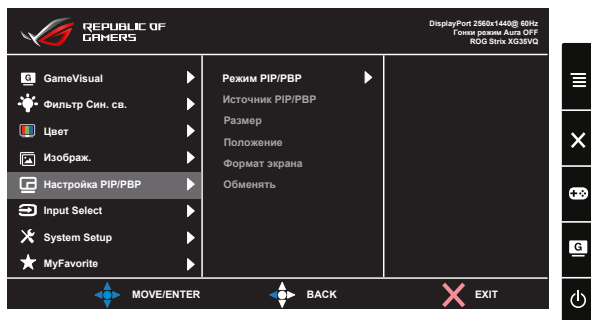 REPUBLIC OF
GAMERS
DisplayPort 2560x1440@ 60Hz
Гонки режим Aura OFF
ROG Strix XG35VQ
G GameVisual
Фильтр Син. св.
Цвет
Изображ.
Настройка PIP/PBP
Input Select
System Setup
MyFavorite
Режим PIP/PBP
Источник PIP/PBP
Размер
Положение
Формат экрана
Обменять
G
MOVE/ENTER
BACK
EXIT